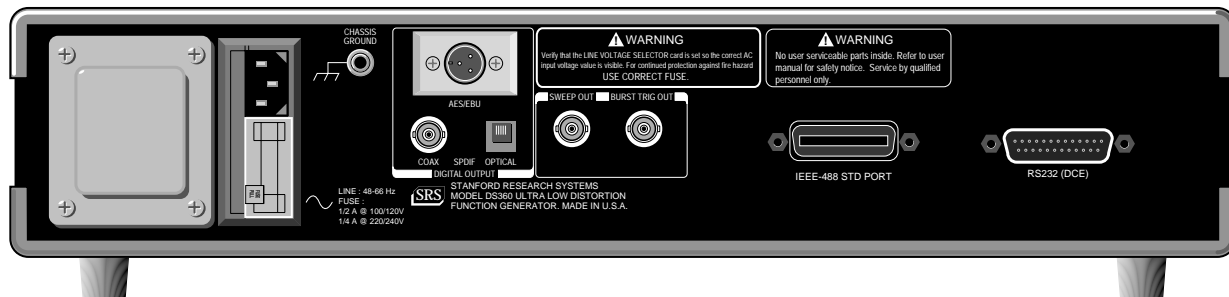 CHASSIS
GROUND
AES/EBU
COAX SPDIF OPTICAL
DIGITAL OUTPUT
WARNING
Verify that the LINE VOLTAGE SELECTOR card is set so the correct AC
input voltage value is visible. For continued protection against fire hazard
USE CORRECT FUSE.
WARNING
No user serviceable parts inside. Refer to user
manual for safety notice. Service by qualified
personnel only.
SWEEP OUT BURST TRIG OUT
IEEE-488 STD PORT
RS232 (DCE)
LINE : 48-66 Hz
FUSE :
1/2 A @ 100/120V
1/4 A @ 220/240V
SRS
STANFORD RESEARCH SYSTEMS
MODEL DS360 ULTRA LOW DISTORTION
FUNCTION GENERATOR. MADE IN U.S.A.